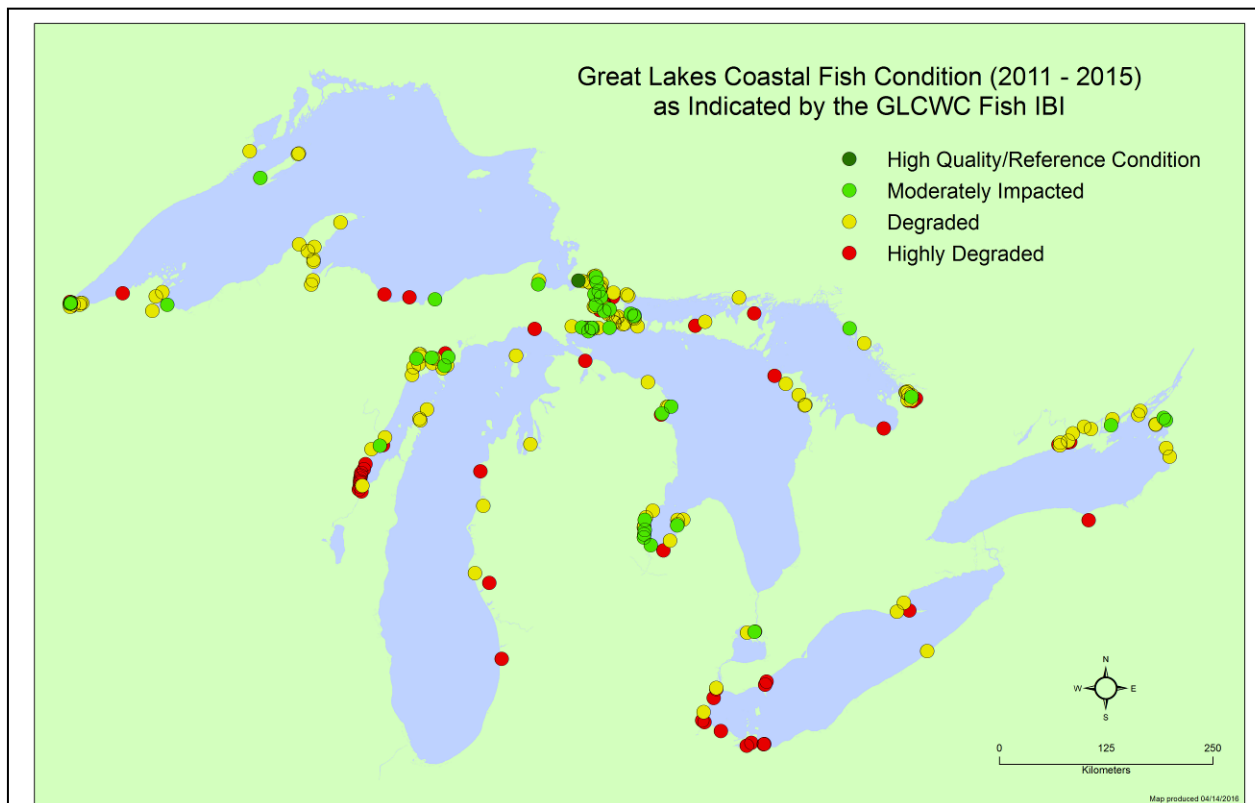 Great Lakes Coastal Fish Condition (2011 - 2015)
as Indicated by the GLCWC Fish IBI
High Quality/Reference Condition
Moderately Impacted
Degraded
Highly Degraded
N
W E
S
0 125 250
Kilometers
Map produced 04/14/2016